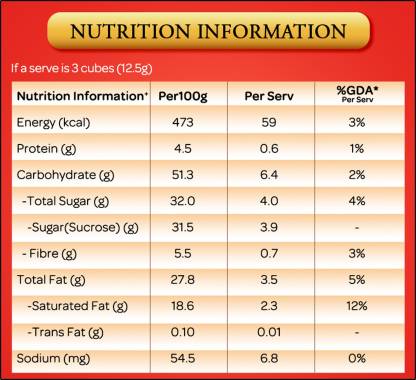 NUTRITION INFORMATION
If a serve is 3 cubes (12.5g)
Nutrition Information⁺ Per100g Per Serv %GDA*
Per Serv
Energy (kcal) 473 59 3%
Protein (g) 4.5 0.6 1%
Carbohydrate (g) 51.3 6.4 2%
-Total Sugar (g) 32.0 4.0 4%
-Sugar(Sucrose) (g) 31.5 3.9 -
- Fibre (g) 5.5 0.7 3%
Total Fat (g) 27.8 3.5 5%
-Saturated Fat (g) 18.6 2.3 12%
-Trans Fat (g) 0.10 0.01 -
Sodium (mg) 54.5 6.8 0%